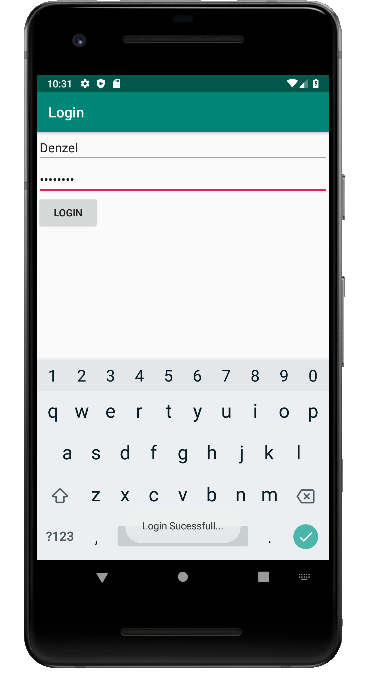 10:31
Login
Denzel
••••••••
LOGIN
1 2 3 4 5 6 7 8 9 0
q w e r t y u i o p
a s d f g h j k l
z x c v b n m
?123 , .
Login Sucessfull...